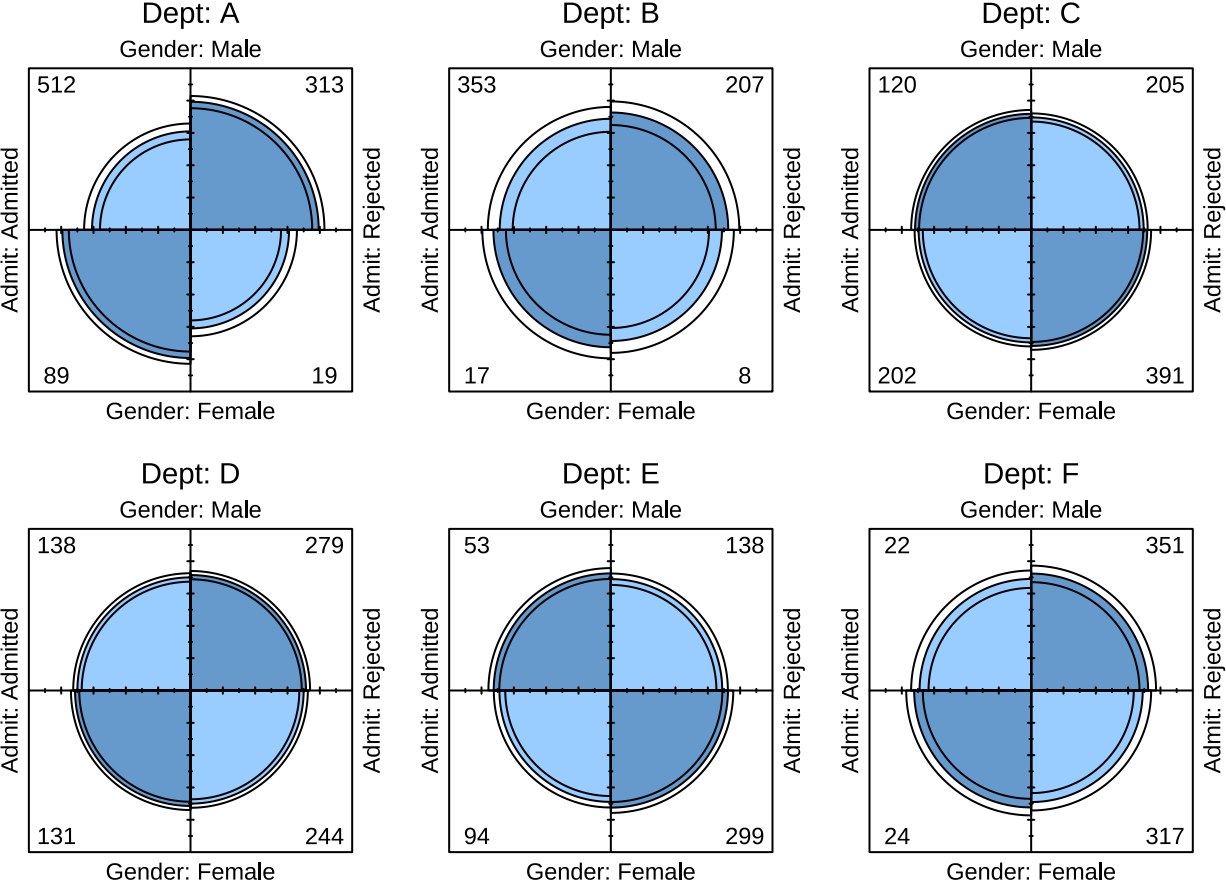 Dept: A
Gender: Male
512
313
Admit: Admitted
Admit: Rejected
89
19
Gender: Female
Dept: B
Gender: Male
353
207
Admit: Admitted
Admit: Rejected
17
8
Gender: Female
Dept: C
Gender: Male
120
205
Admit: Admitted
Admit: Rejected
202
391
Gender: Female
Dept: D
Gender: Male
138
279
Admit: Admitted
Admit: Rejected
131
244
Gender: Female
Dept: E
Gender: Male
53
138
Admit: Admitted
Admit: Rejected
94
299
Gender: Female
Dept: F
Gender: Male
22
351
Admit: Admitted
Admit: Rejected
24
317
Gender: Female